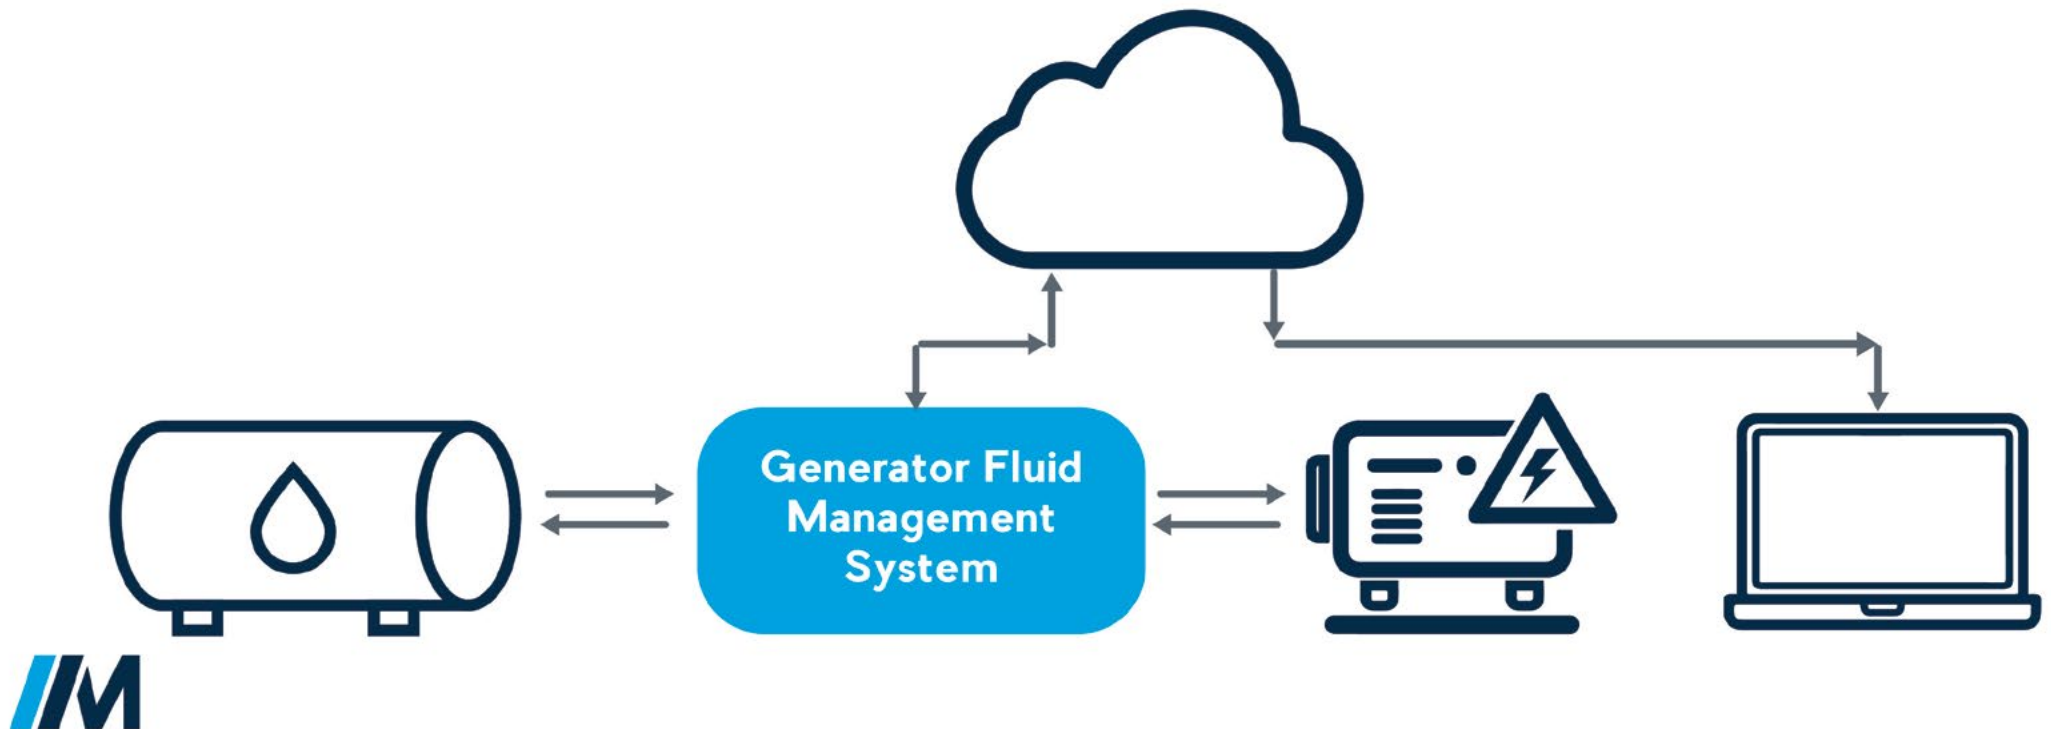 Generator Fluid
Management
System
M